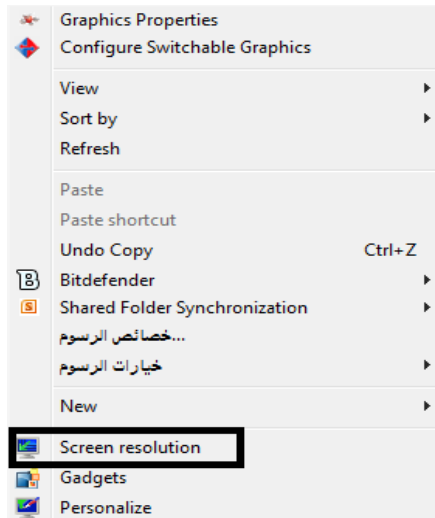 Graphics Properties
Configure Switchable Graphics
View
Sort by
Refresh
Paste
Paste shortcut
Undo Copy Ctrl+Z
Bitdefender
Shared Folder Synchronization
خصائص الرسوم...
خيارات الرسوم
New
Screen resolution
Gadgets
Personalize